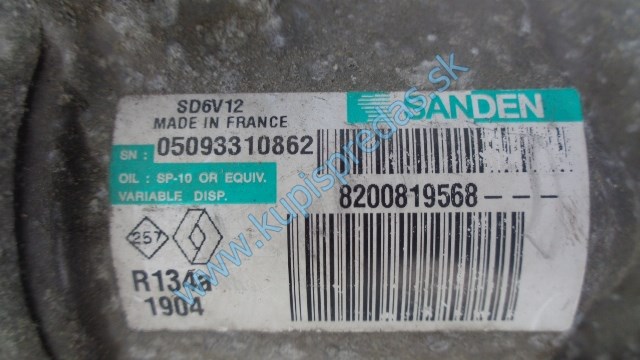 SD6V12
MADE IN FRANCE
SANDEN
SN : 05093310862
OIL : SP-10 OR EQUIV.
VARIABLE DISP.
8200819568---
257
R134a
1904
www.kupispredas.sk